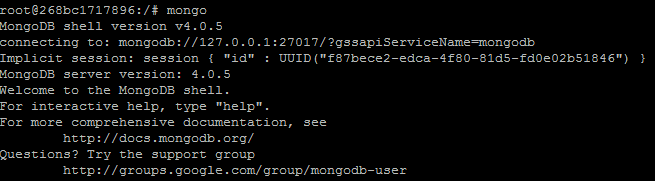 root@268bc1717896:/# mongo
MongoDB shell version v4.0.5
connecting to: mongodb://127.0.0.1:27017/?gssapiServiceName=mongodb
Implicit session: session { "id" : UUID("f87bece2-edca-4f80-81d5-fd0e02b51846") }
MongoDB server version: 4.0.5
Welcome to the MongoDB shell.
For interactive help, type "help".
For more comprehensive documentation, see
        http://docs.mongodb.org/
Questions? Try the support group
        http://groups.google.com/group/mongodb-user